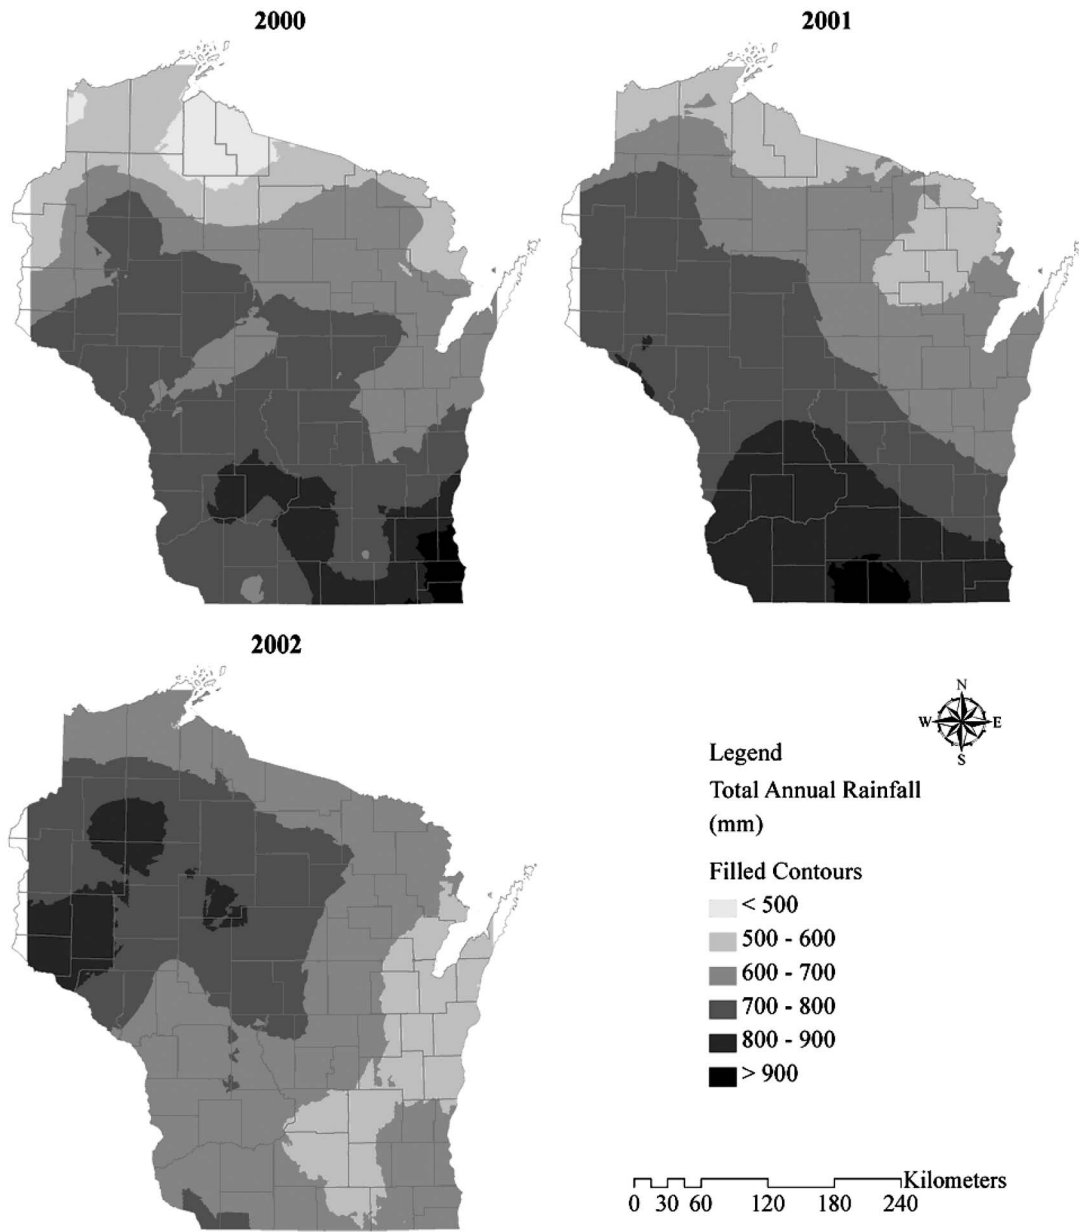 2000
2001
2002
N
W
E
S
Legend
Total Annual Rainfall
(mm)
Filled Contours
< 500
500 - 600
600 - 700
700 - 800
800 - 900
> 900
Kilometers
0 30 60 120 180 240